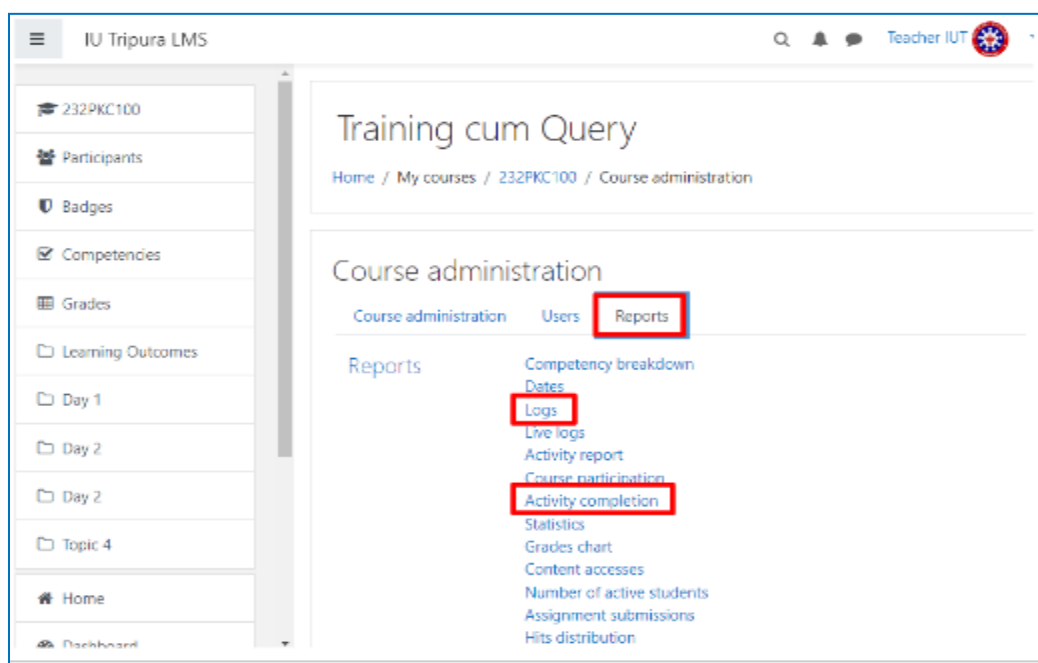 IU Tripura LMS
Teacher IUT
232PKC100
Participants
Badges
Competencies
Grades
Learning Outcomes
Day 1
Day 2
Day 2
Topic 4
Home
Dashboard
Training cum Query
Home / My courses / 232PKC100 / Course administration
Course administration
Course administration Users Reports
Reports
Competency breakdown
Dates
Logs
Live logs
Activity report
Course participation
Activity completion
Statistics
Grades chart
Content accesses
Number of active students
Assignment submissions
Hits distribution